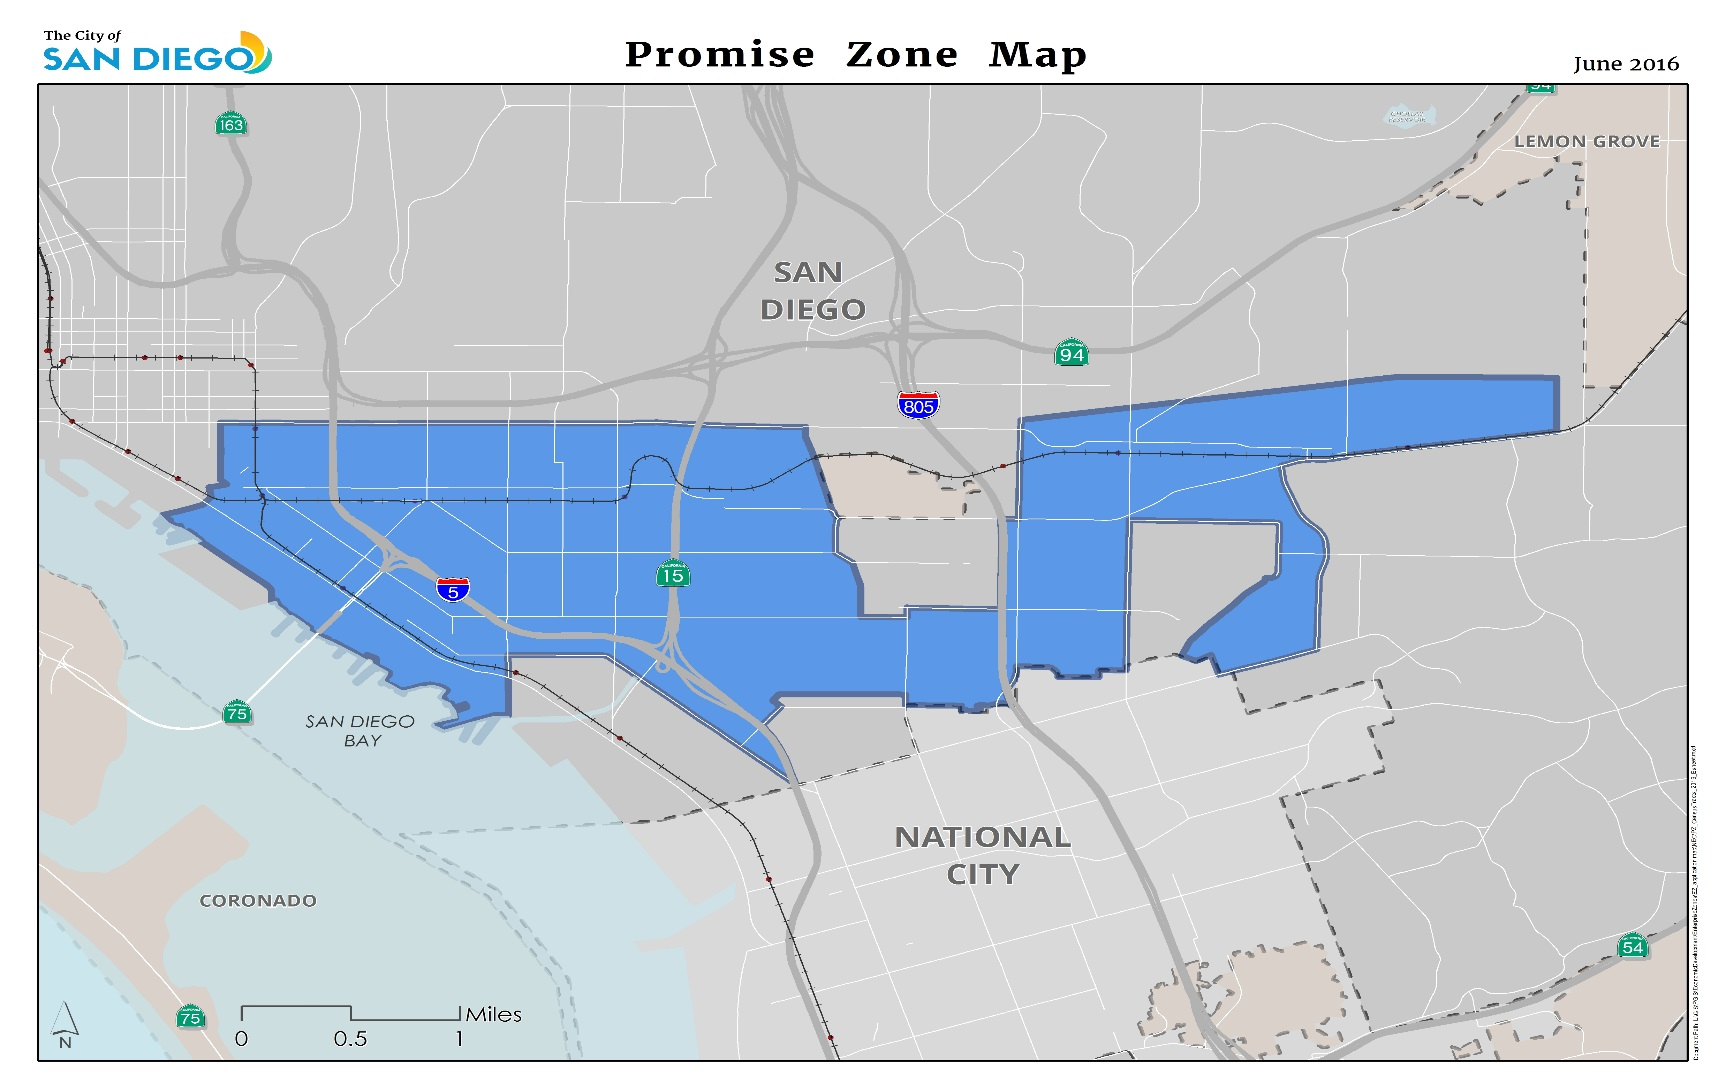 The City of
SAN DIEGO
Promise Zone Map
June 2016
163
94
LEMON GROVE
SAN
DIEGO
94
805
15
5
75
SAN DIEGO
BAY
NATIONAL
CITY
CORONADO
54
75
Miles
N
0 0.5 1